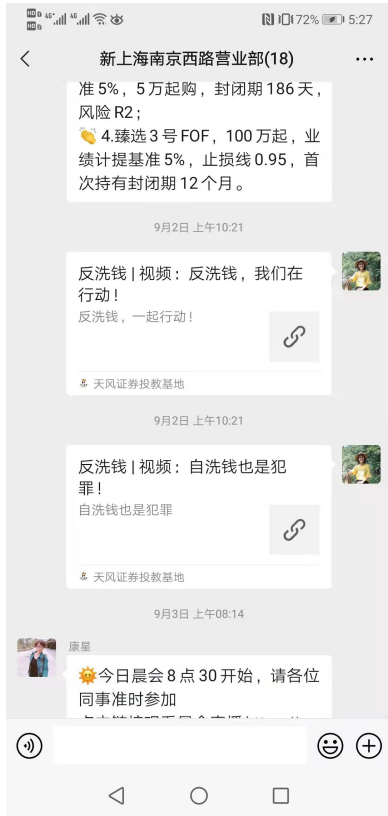 HD 1 4G+ 4G 72% 5:27
HD 2
新上海南京西路营业部(18)
准 5%，5 万起购，封闭期 186 天，
风险 R2；
👏 4.臻选 3 号 FOF，100 万起，业
绩计提基准 5%，止损线 0.95，首
次持有封闭期 12 个月。
9月2日 上午10:21
反洗钱 | 视频：反洗钱，我们在
行动！
反洗钱，一起行动！
天风证券投教基地
9月2日 上午10:21
反洗钱 | 视频：自洗钱也是犯
罪！
自洗钱也是犯罪
天风证券投教基地
9月3日 上午08:14
康星
🌞今日晨会 8 点 30 开始，请各位
同事准时参加